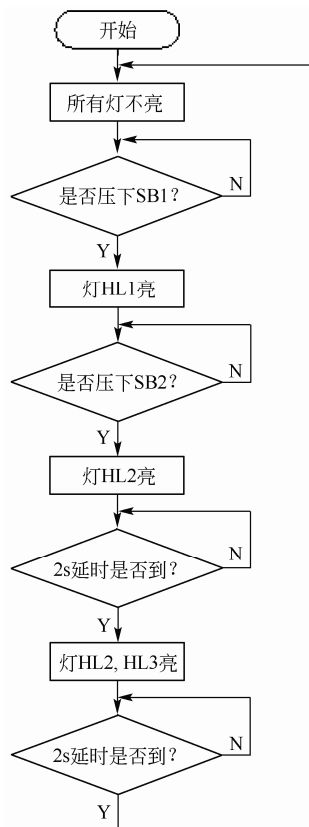 开始
所有灯不亮
是否压下SB1？
N
Y
灯HL1亮
是否压下SB2？
N
Y
灯HL2亮
2s延时是否到？
N
Y
灯HL2, HL3亮
2s延时是否到？
N
Y